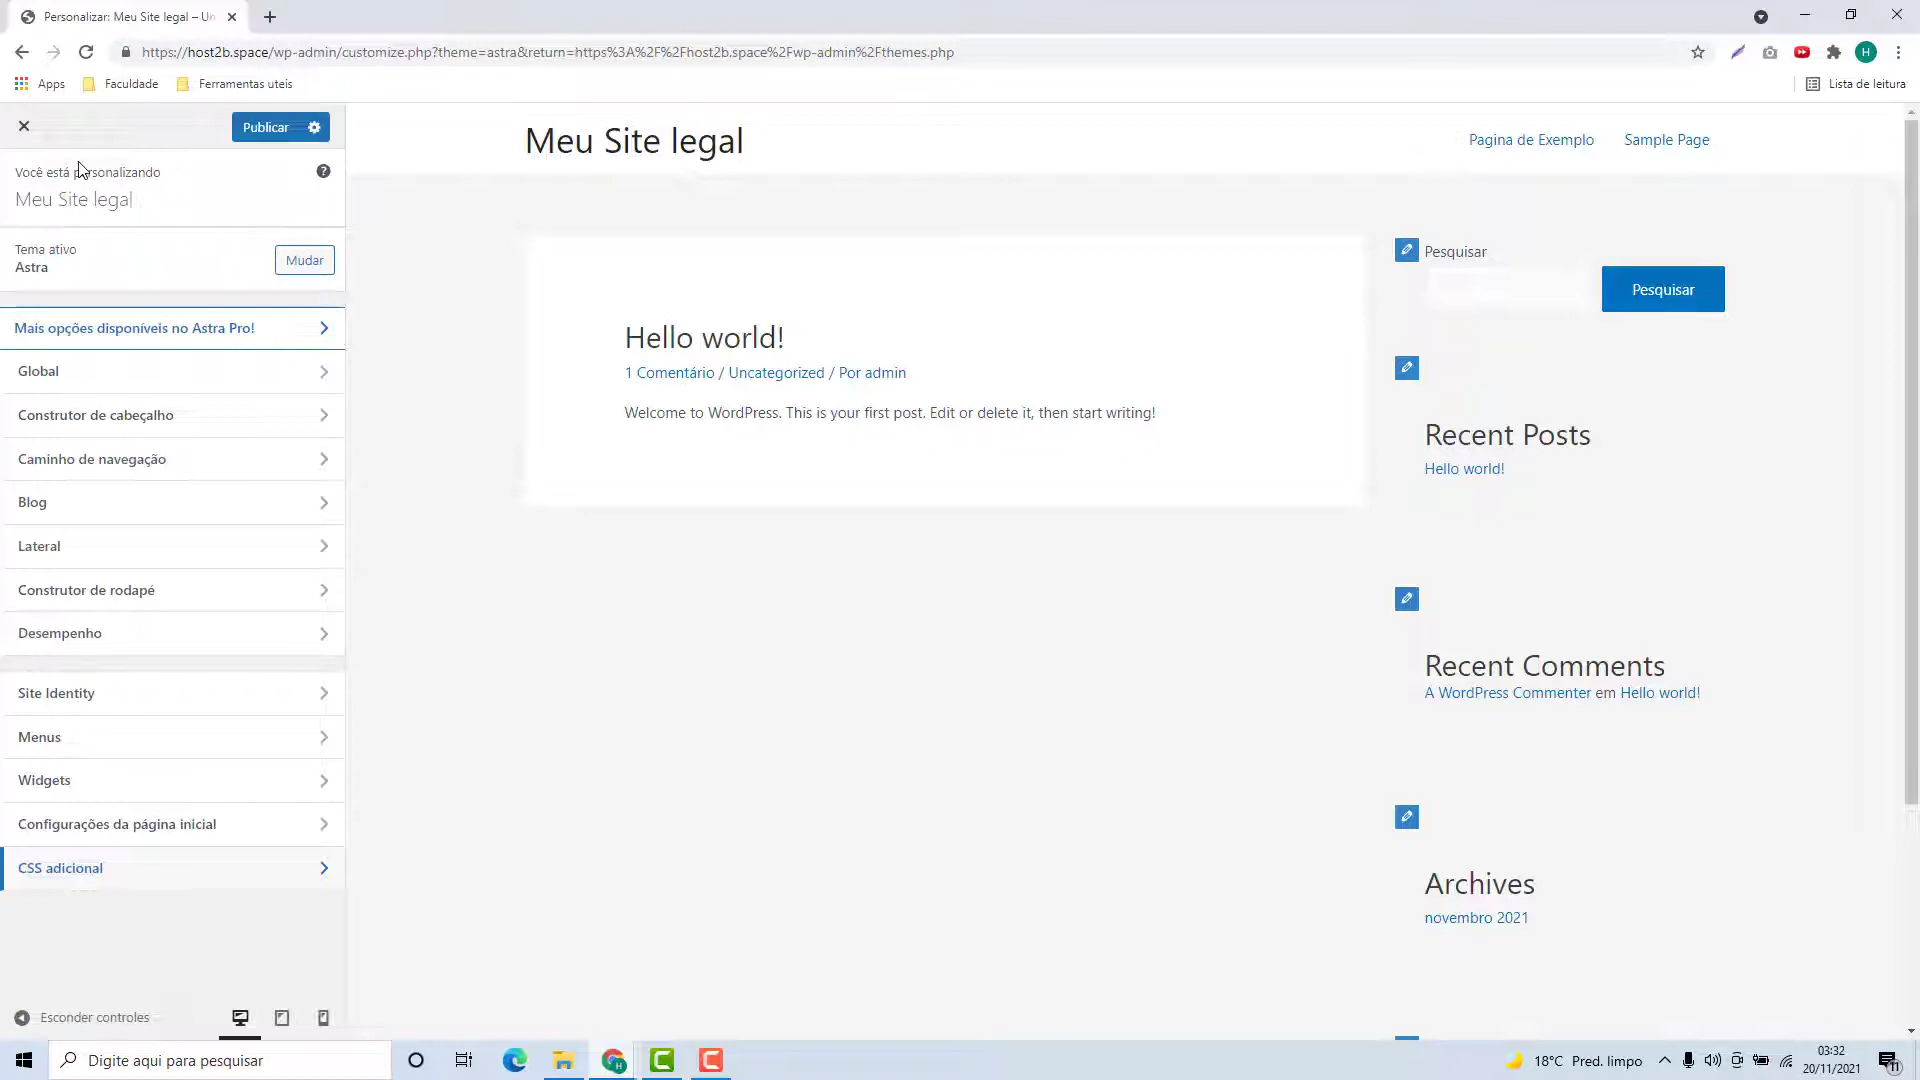 Personalizar: Meu Site legal – Un
https://host2b.space/wp-admin/customize.php?theme=astra&return=https%3A%2F%2Fhost2b.space%2Fwp-admin%2Fthemes.php
H
Apps
Faculdade
Ferramentas uteis
Lista de leitura
Publicar
Você está personalizando
Meu Site legal
Tema ativo
Astra
Mudar
Mais opções disponíveis no Astra Pro!
Global
Construtor de cabeçalho
Caminho de navegação
Blog
Lateral
Construtor de rodapé
Desempenho
Site Identity
Menus
Widgets
Configurações da página inicial
CSS adicional
Esconder controles
Meu Site legal
Pagina de Exemplo
Sample Page
Hello world!
1 Comentário / Uncategorized / Por admin
Welcome to WordPress. This is your first post. Edit or delete it, then start writing!
Pesquisar
Pesquisar
Recent Posts
Hello world!
Recent Comments
A WordPress Commenter em Hello world!
Archives
novembro 2021
Digite aqui para pesquisar
18°C Pred. limpo
03:32
20/11/2021
11